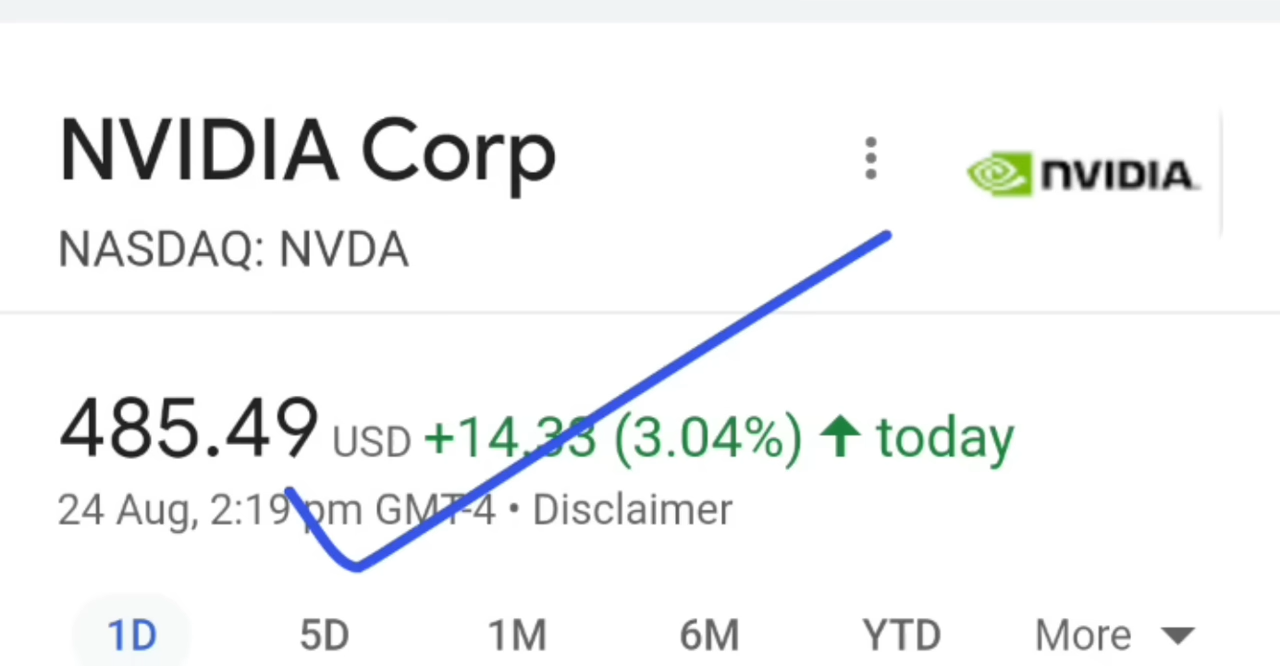 NVIDIA Corp
NVIDIA
NASDAQ: NVDA
485.49 USD +14.33 (3.04%) ↑ today
24 Aug, 2:19 pm GMT-4 • Disclaimer
1D 5D 1M 6M YTD More